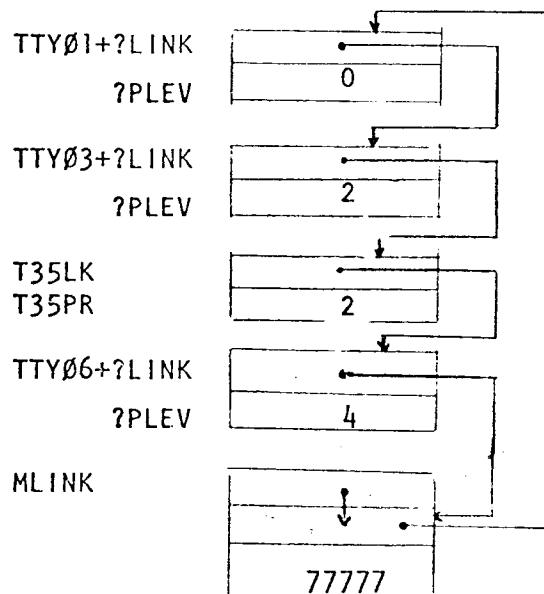 TTYØ1+?LINK
?PLEV 0
TTYØ3+?LINK
?PLEV 2
T35LK
T35PR 2
TTYØ6+?LINK
?PLEV 4
MLINK
77777